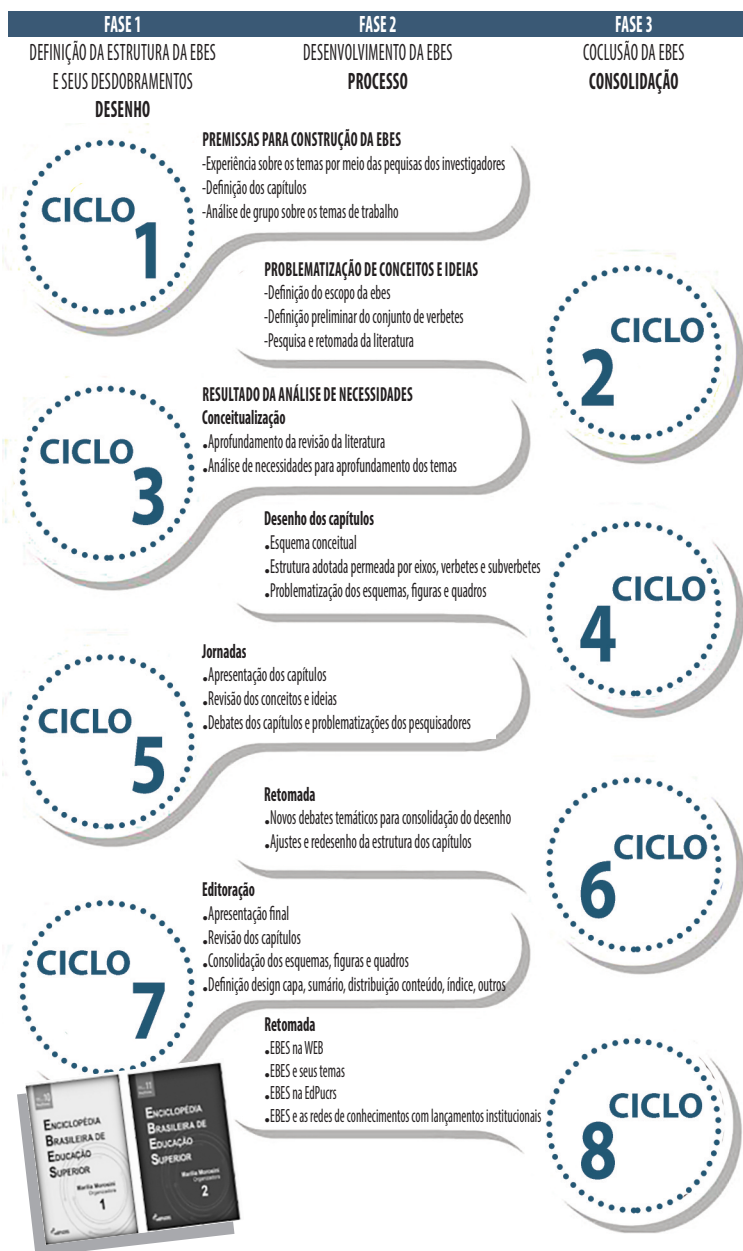 FASE 1
FASE 2
FASE 3
DEFINIÇÃO DA ESTRUTURA DA EBES
E SEUS DESDOBRAMENTOS
DESENHO
DESENVOLVIMENTO DA EBES
PROCESSO
COCLUSÃO DA EBES
CONSOLIDAÇÃO
CICLO
1
PREMISSAS PARA CONSTRUÇÃO DA EBES
-Experiência sobre os temas por meio das pequisas dos investigadores
-Definição dos capítulos
-Análise de grupo sobre os temas de trabalho
CICLO
2
PROBLEMATIZAÇÃO DE CONCEITOS E IDEIAS
-Definição do escopo da ebes
-Definição preliminar do conjunto de verbetes
-Pesquisa e retomada da literatura
CICLO
3
RESULTADO DA ANÁLISE DE NECESSIDADES
Conceitualização
•Aprofundamento da revisão da literatura
•Análise de necessidades para aprofundamento dos temas
CICLO
4
Desenho dos capítulos
•Esquema conceitual
•Estrutura adotada permeada por eixos, verbetes e subverbetes
•Problematização dos esquemas, figuras e quadros
CICLO
5
Jornadas
•Apresentação dos capítulos
•Revisão dos conceitos e ideias
•Debates dos capítulos e problematizações dos pesquisadores
CICLO
6
Retomada
•Novos debates temáticos para consolidação do desenho
•Ajustes e redesenho da estrutura dos capítulos
CICLO
7
Editoração
•Apresentação final
•Revisão dos capítulos
•Consolidação dos esquemas, figuras e quadros
•Definição design capa, sumário, distribuição conteúdo, índice, outros
CICLO
8
Retomada
•EBES na WEB
•EBES e seus temas
•EBES na EdPucrs
•EBES e as redes de conhecimentos com lançamentos institucionais
10
ENCICLOPÉDIA
BRASILEIRA DE
EDUCAÇÃO
SUPERIOR
Marilia Morosini
Organizadora
1
11
ENCICLOPÉDIA
BRASILEIRA DE
EDUCAÇÃO
SUPERIOR
Marilia Morosini
Organizadora
2